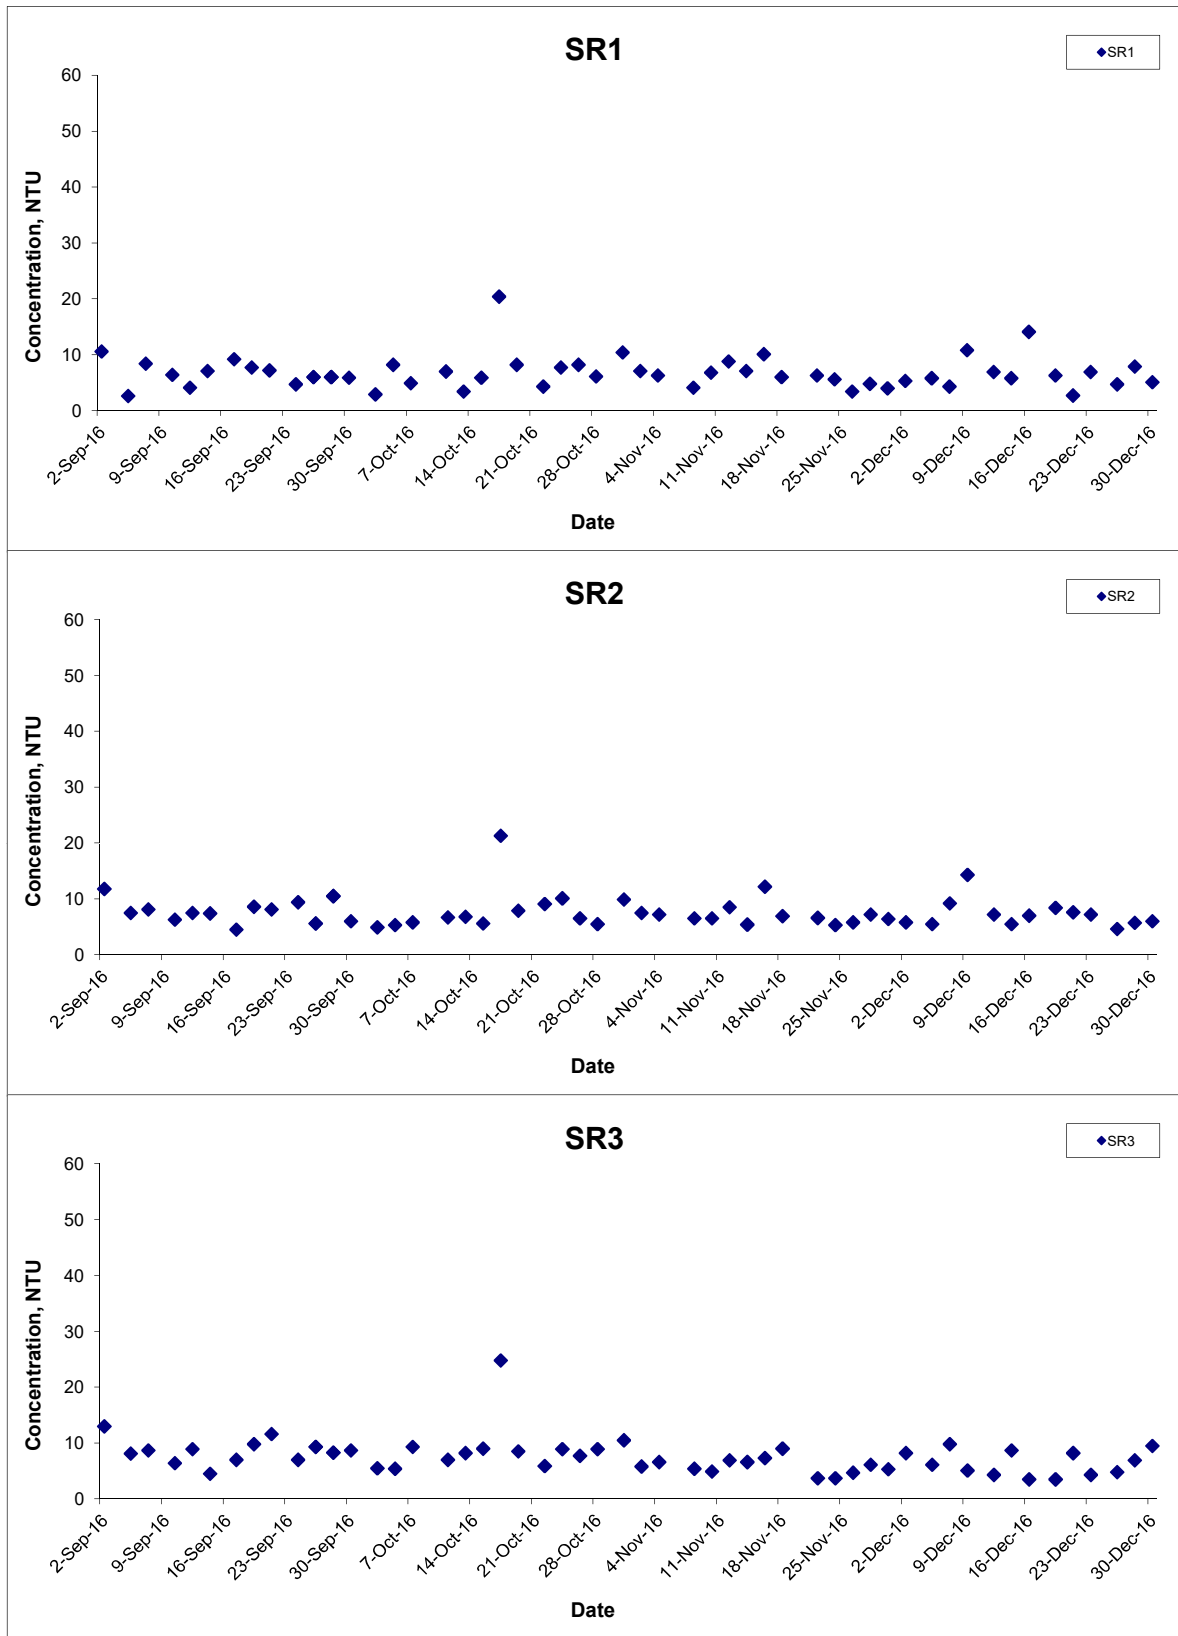 SR1
SR1
60
50
40
30
20
10
0
Concentration, NTU
2-Sep-16 9-Sep-16 16-Sep-16 23-Sep-16 30-Sep-16 7-Oct-16 14-Oct-16 21-Oct-16 28-Oct-16 4-Nov-16 11-Nov-16 18-Nov-16 25-Nov-16 2-Dec-16 9-Dec-16 16-Dec-16 23-Dec-16 30-Dec-16
Date
SR2
SR2
60
50
40
30
20
10
0
Concentration, NTU
2-Sep-16 9-Sep-16 16-Sep-16 23-Sep-16 30-Sep-16 7-Oct-16 14-Oct-16 21-Oct-16 28-Oct-16 4-Nov-16 11-Nov-16 18-Nov-16 25-Nov-16 2-Dec-16 9-Dec-16 16-Dec-16 23-Dec-16 30-Dec-16
Date
SR3
SR3
60
50
40
30
20
10
0
Concentration, NTU
2-Sep-16 9-Sep-16 16-Sep-16 23-Sep-16 30-Sep-16 7-Oct-16 14-Oct-16 21-Oct-16 28-Oct-16 4-Nov-16 11-Nov-16 18-Nov-16 25-Nov-16 2-Dec-16 9-Dec-16 16-Dec-16 23-Dec-16 30-Dec-16
Date